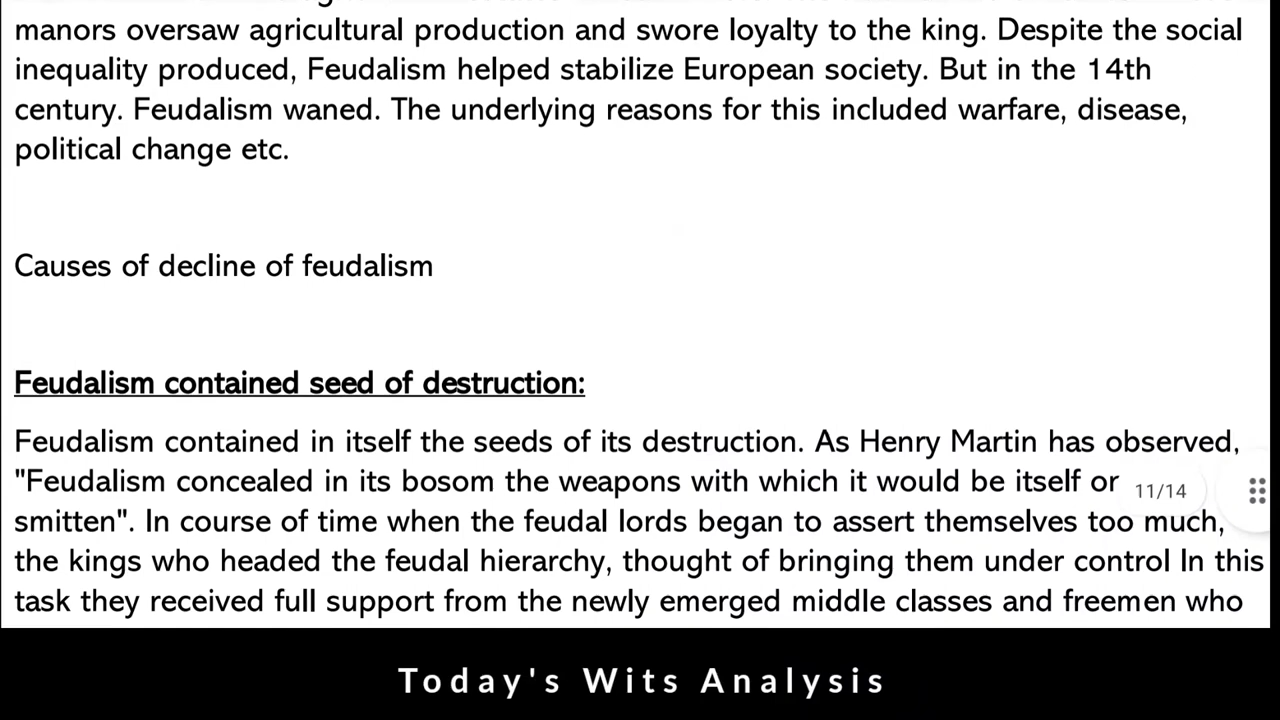 manors oversaw agricultural production and swore loyalty to the king. Despite the social
inequality produced, Feudalism helped stabilize European society. But in the 14th
century. Feudalism waned. The underlying reasons for this included warfare, disease,
political change etc.
Causes of decline of feudalism
Feudalism contained seed of destruction:
Feudalism contained in itself the seeds of its destruction. As Henry Martin has observed,
"Feudalism concealed in its bosom the weapons with which it would be itself or
11/14
smitten". In course of time when the feudal lords began to assert themselves too much,
the kings who headed the feudal hierarchy, thought of bringing them under control In this
task they received full support from the newly emerged middle classes and freemen who
Today's Wits Analysis